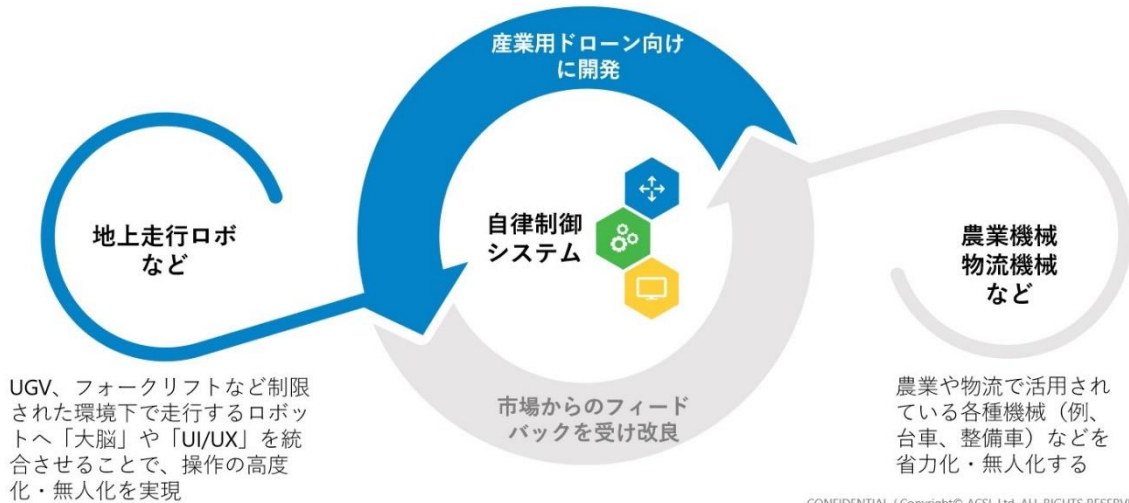 産業用ドローン向け
に開発
地上走行ロボ
など
自律制御
システム
農業機械
物流機械
など
市場からのフィード
バックを受け改良
UGV、フォークリフトなど制限
された環境下で走行するロボッ
トへ「大脳」や「UI/UX」を統
合させることで、操作の高度
化・無人化を実現
農業や物流で活用され
ている各種機械（例、
台車、整備車）などを
省力化・無人化する
CONFIDENTIAL / Copyright© ACSL Ltd. ALL RIGHTS